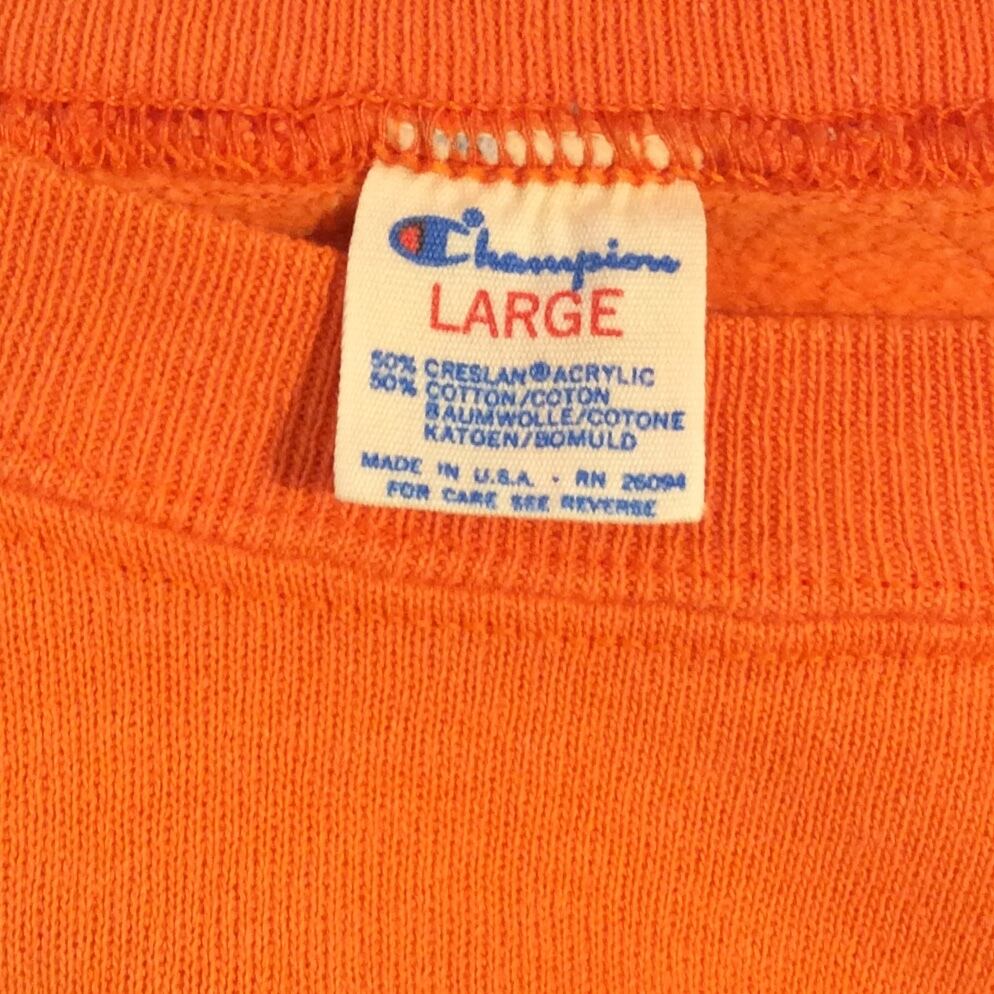 Champion
LARGE
50% CRESLAN® ACRYLIC
50% COTTON/COTON
BAUMWOLLE/COTONE
KATOEN/BOMULD
MADE IN U.S.A. · RN 26094
FOR CARE SEE REVERSE